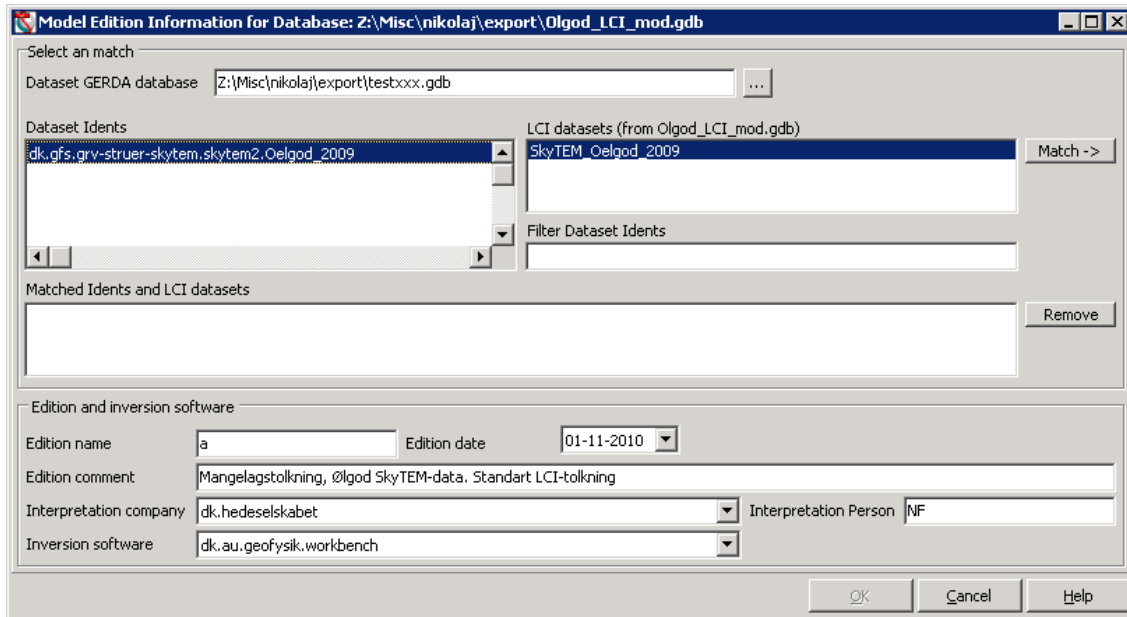 Model Edition Information for Database: Z:\Misc\nikolaj\export\Olgod_LCI_mod.gdb
Select an match
Dataset GERDA database Z:\Misc\nikolaj\export\testxxx.gdb ...
Dataset Idents
dk.gfs.grv-struer-skytem.skytem2.Oelgod_2009
LCI datasets (from Olgod_LCI_mod.gdb)
SkyTEM_Oelgod_2009
Match ->
Filter Dataset Idents
Matched Idents and LCI datasets
Remove
Edition and inversion software
Edition name a Edition date 01-11-2010
Edition comment Mangelagstolkning, Ølgod SkyTEM-data. Standart LCI-tolkning
Interpretation company dk.hedeselskabet Interpretation Person NF
Inversion software dk.au.geofysik.workbench
OK Cancel Help